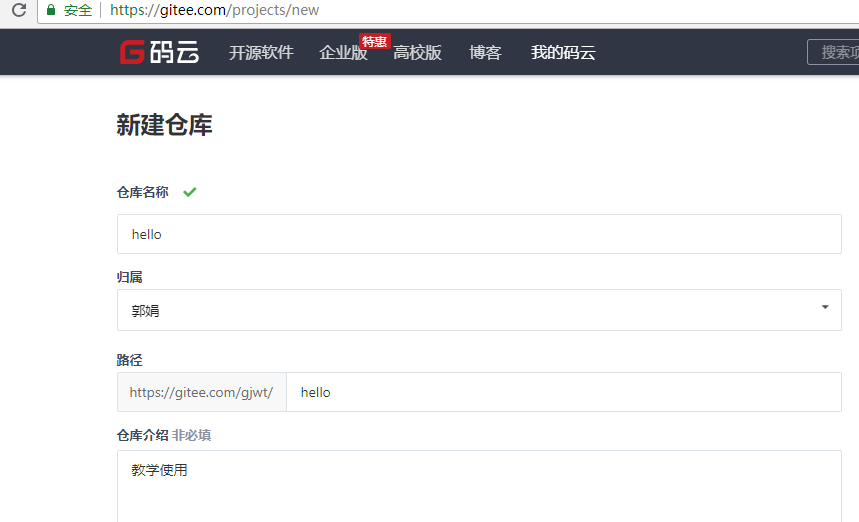 安全 https://gitee.com/projects/new
码云 开源软件 企业版 特惠 高校版 博客 我的码云 搜索项
新建仓库
仓库名称
hello
归属
郭娟
路径
https://gitee.com/gjwt/ hello
仓库介绍 非必填
教学使用